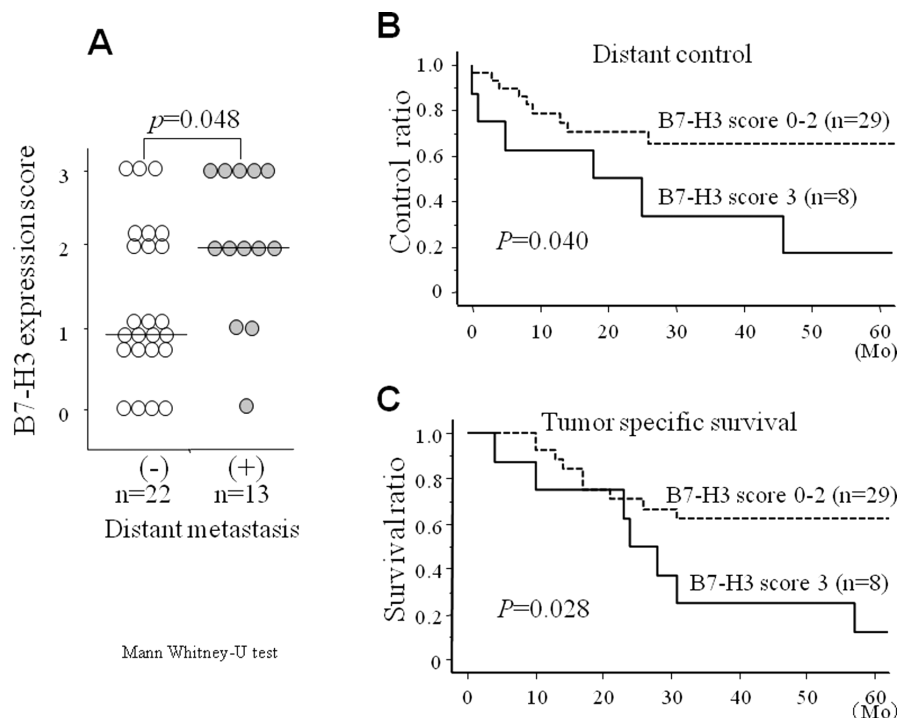 A
p=0.048
B7-H3 expression score
3
2
1
0
(-)
(+)
n=22
n=13
Distant metastasis
Mann Whitney-U test
B
Distant control
Control ratio
1.0
0.8
0.6
0.4
0.2
0
B7-H3 score 0-2 (n=29)
B7-H3 score 3 (n=8)
P=0.040
0 10 20 30 40 50 60
(Mo)
C
Tumor specific survival
Survival ratio
1.0
0.8
0.6
0.4
0.2
0
B7-H3 score 0-2 (n=29)
B7-H3 score 3 (n=8)
P=0.028
0 10 20 30 40 50 60
(Mo)